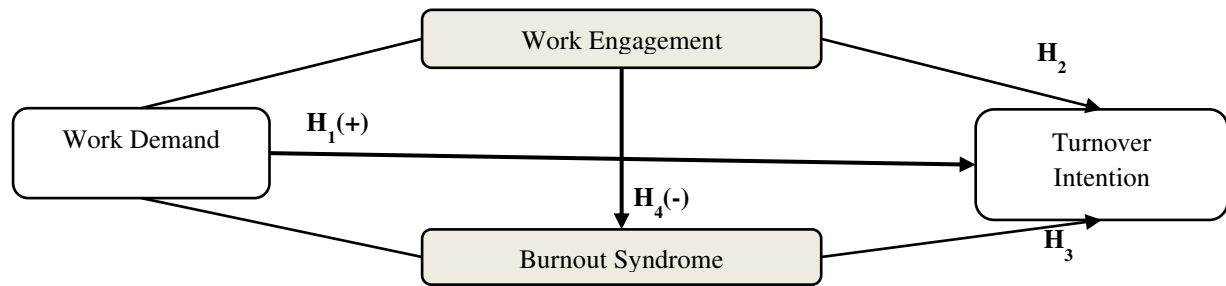 Work Engagement
H2
Work Demand
H1(+)
Turnover
Intention
H4(-)
Burnout Syndrome
H3